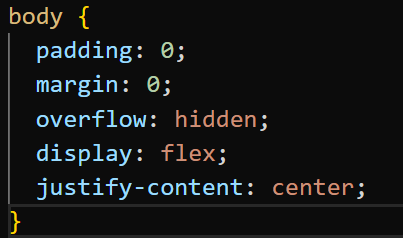 body {
  padding: 0;
  margin: 0;
  overflow: hidden;
  display: flex;
  justify-content: center;
}